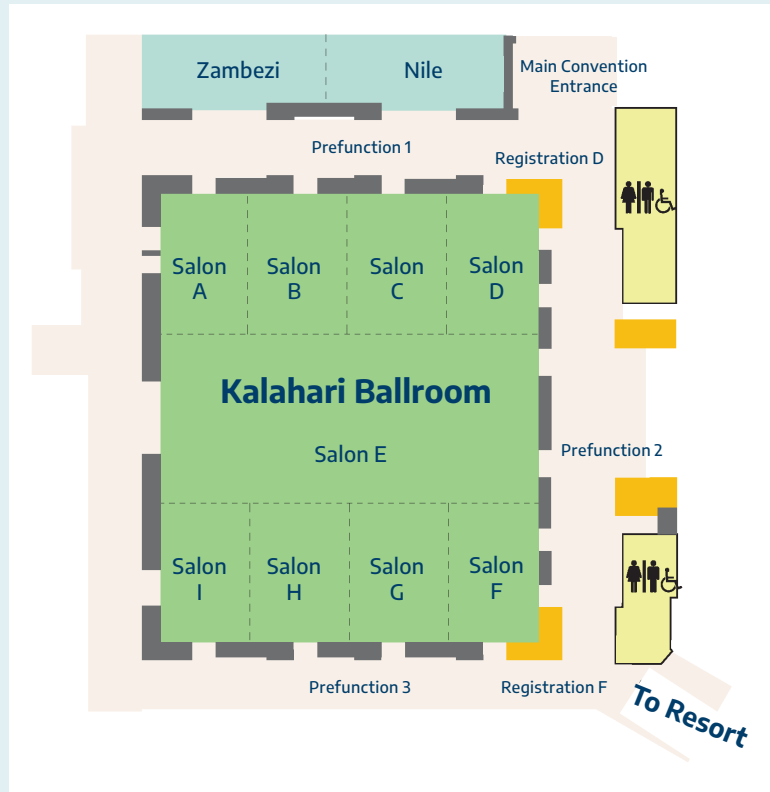 Zambezi
Nile
Main Convention
Entrance
Prefunction 1
Registration D
Salon
A
Salon
B
Salon
C
Salon
D
Kalahari Ballroom
Salon E
Prefunction 2
Salon
I
Salon
H
Salon
G
Salon
F
Prefunction 3
Registration F
To Resort